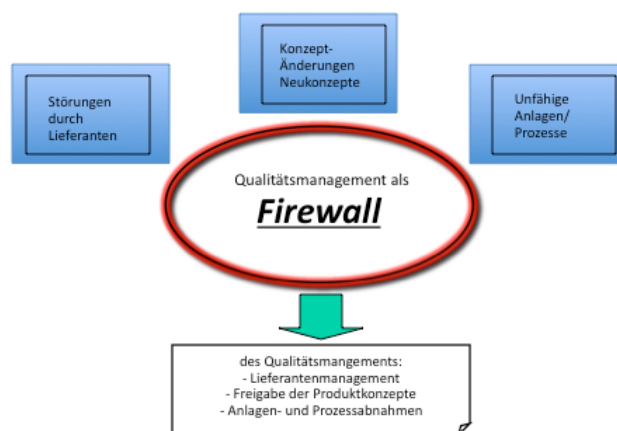 Störungen
durch
Lieferanten
Konzept-
Änderungen
Neukonzepte
Unfähige
Anlagen/
Prozesse
Qualitätsmanagement als
Firewall
des Qualitätsmangements:
- Lieferantenmanagement
- Freigabe der Produktkonzepte
- Anlagen- und Prozessabnahmen